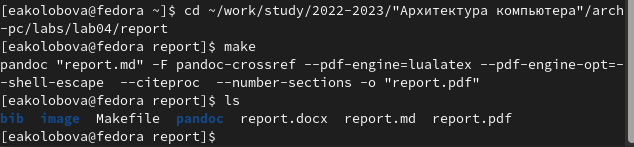 [eakolobova@fedora ~]$ cd ~/work/study/2022-2023/"Архитектура компьютера"/arch
-pc/labs/lab04/report
[eakolobova@fedora report]$ make
pandoc "report.md" -F pandoc-crossref --pdf-engine=lualatex --pdf-engine-opt=-
-shell-escape  --citeproc  --number-sections -o "report.pdf"
[eakolobova@fedora report]$ ls
bib  image  Makefile  pandoc  report.docx  report.md  report.pdf
[eakolobova@fedora report]$